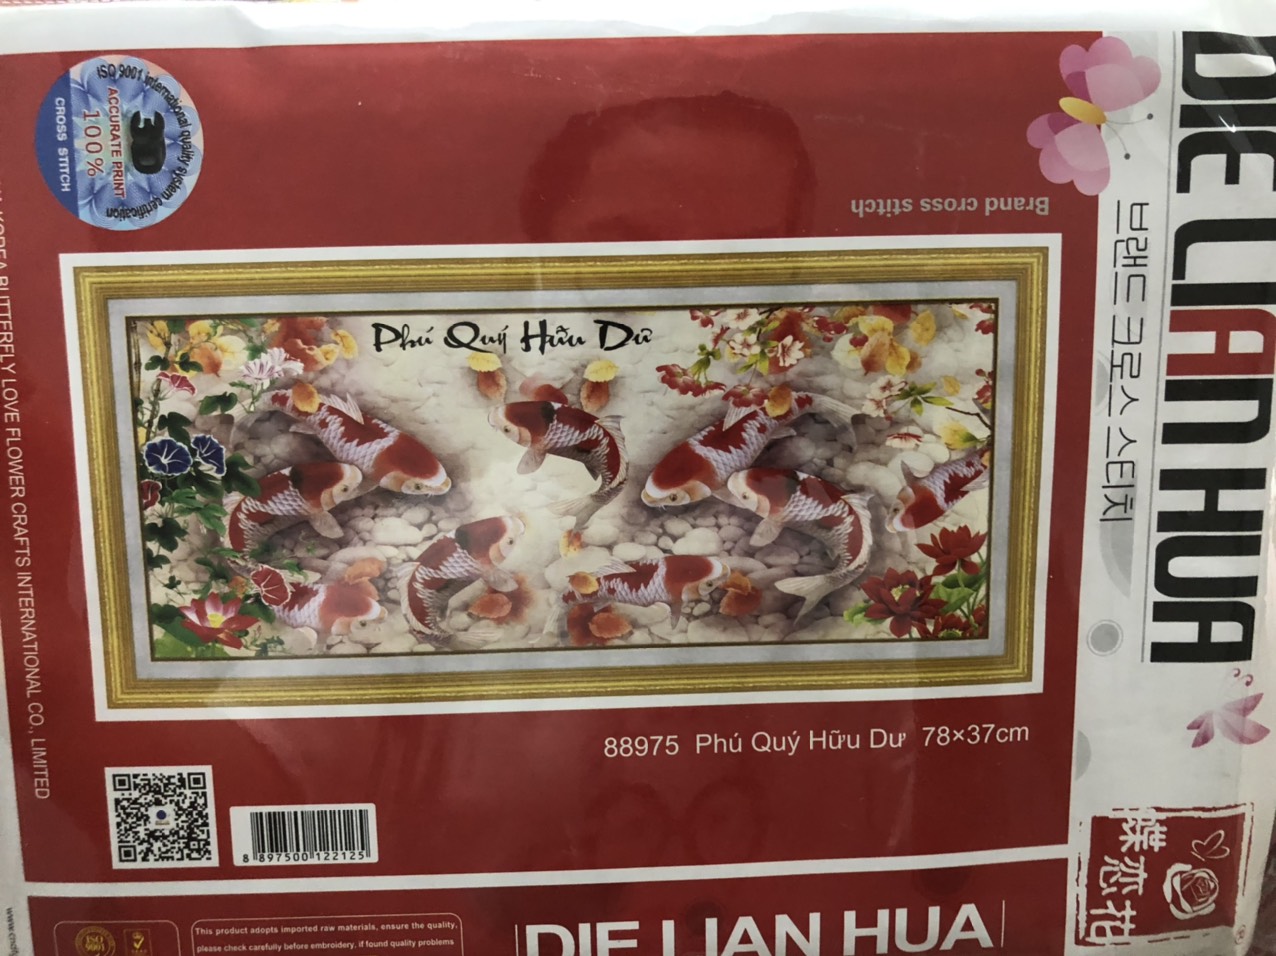 DIE LIAN HUA
브랜드 크로스 스티치
Brand cross stitch
ISO 9001 international quality system certification
3D
ACCURATE PRINT
100%
CROSS STITCH
Phú Quý Hữu Dư
88975 Phú Quý Hữu Dư 78×37cm
KOREA BUTTERFLY LOVE FLOWER CRAFTS INTERNATIONAL CO., LIMITED
8 897500 122125
蝶恋花
DIE LIAN HUA
ISO
This product adopts imported raw materials, ensure the quality,
please check carefully before embroidery, if found quality problems